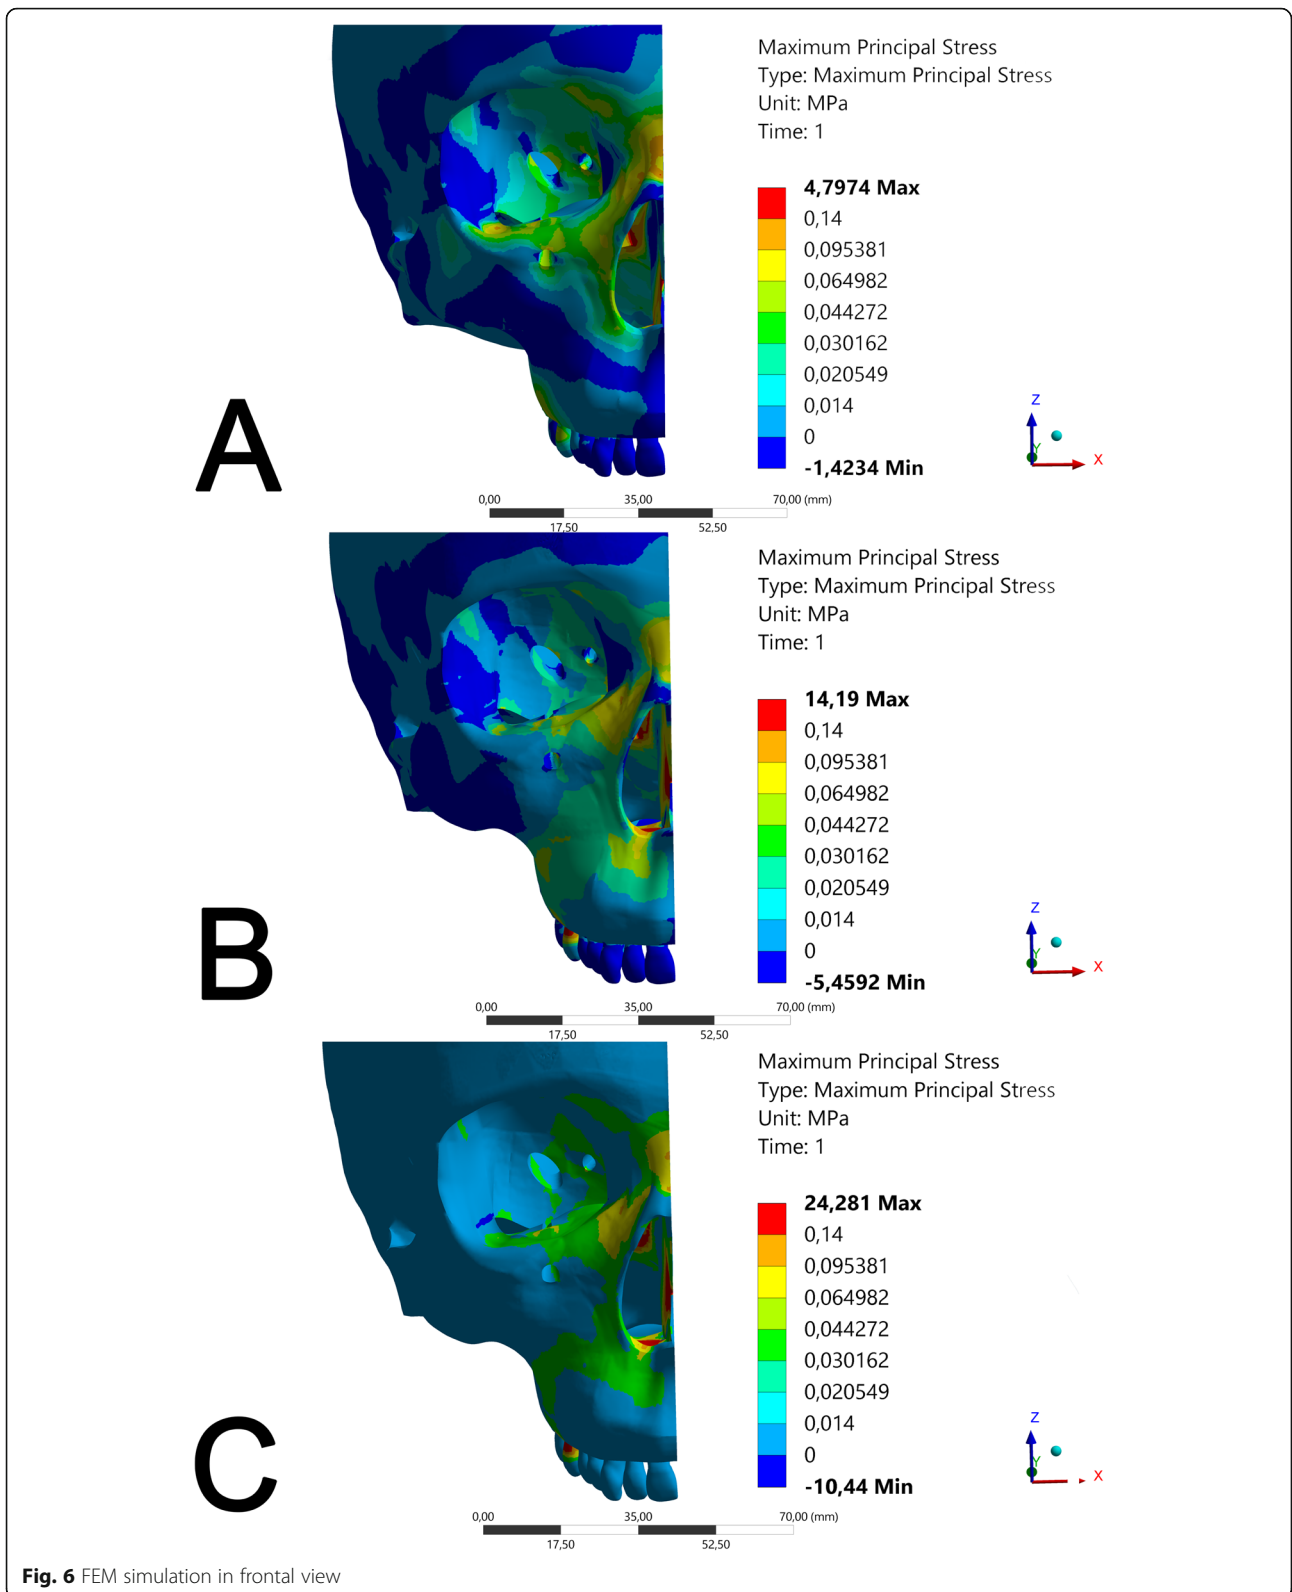 Maximum Principal Stress
Type: Maximum Principal Stress
Unit: MPa
Time: 1
4,7974 Max
0,14
0,095381
0,064982
0,044272
0,030162
0,020549
0,014
0
-1,4234 Min
A
Z
Y
X
0,00 35,00 70,00 (mm)
17,50 52,50
Maximum Principal Stress
Type: Maximum Principal Stress
Unit: MPa
Time: 1
14,19 Max
0,14
0,095381
0,064982
0,044272
0,030162
0,020549
0,014
0
-5,4592 Min
B
Z
Y
X
0,00 35,00 70,00 (mm)
17,50 52,50
Maximum Principal Stress
Type: Maximum Principal Stress
Unit: MPa
Time: 1
24,281 Max
0,14
0,095381
0,064982
0,044272
0,030162
0,020549
0,014
0
-10,44 Min
C
Z
Y
X
0,00 35,00 70,00 (mm)
17,50 52,50
Fig. 6 FEM simulation in frontal view